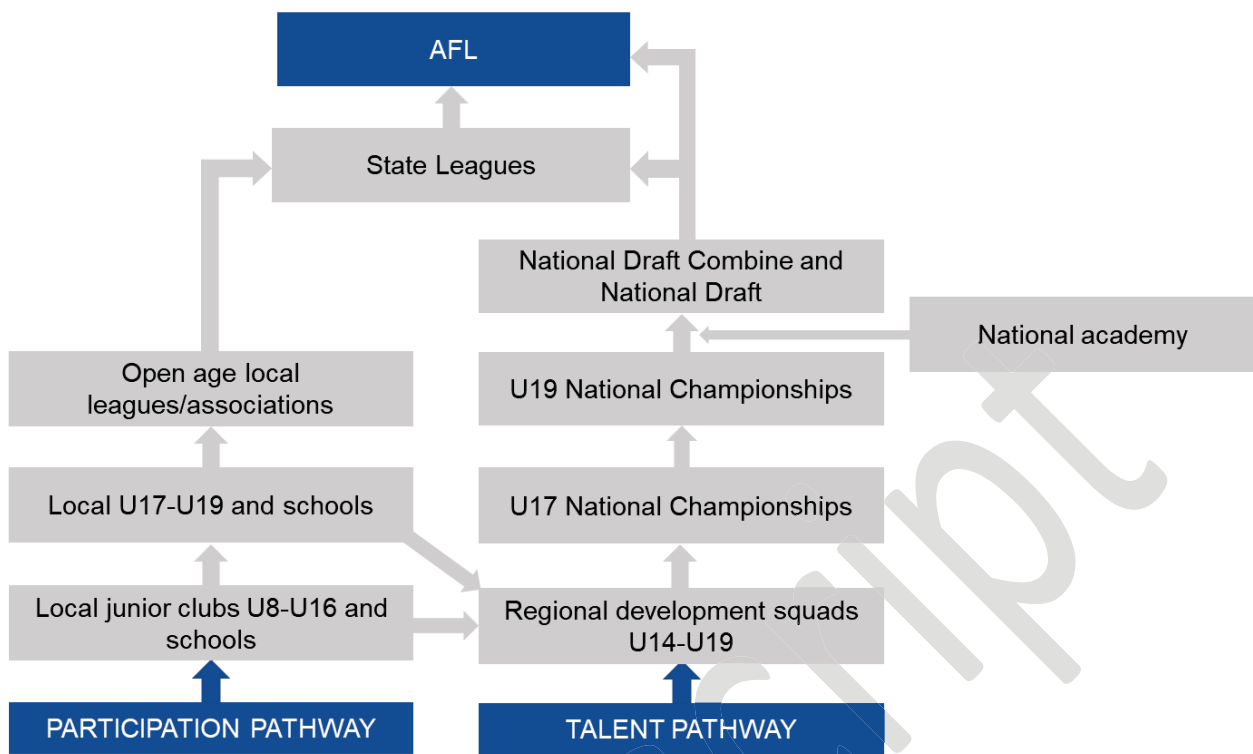 AFL
State Leagues
National Draft Combine and
National Draft
National academy
Open age local
leagues/associations
U19 National Championships
Local U17-U19 and schools
U17 National Championships
Local junior clubs U8-U16 and
schools
Regional development squads
U14-U19
PARTICIPATION PATHWAY
TALENT PATHWAY